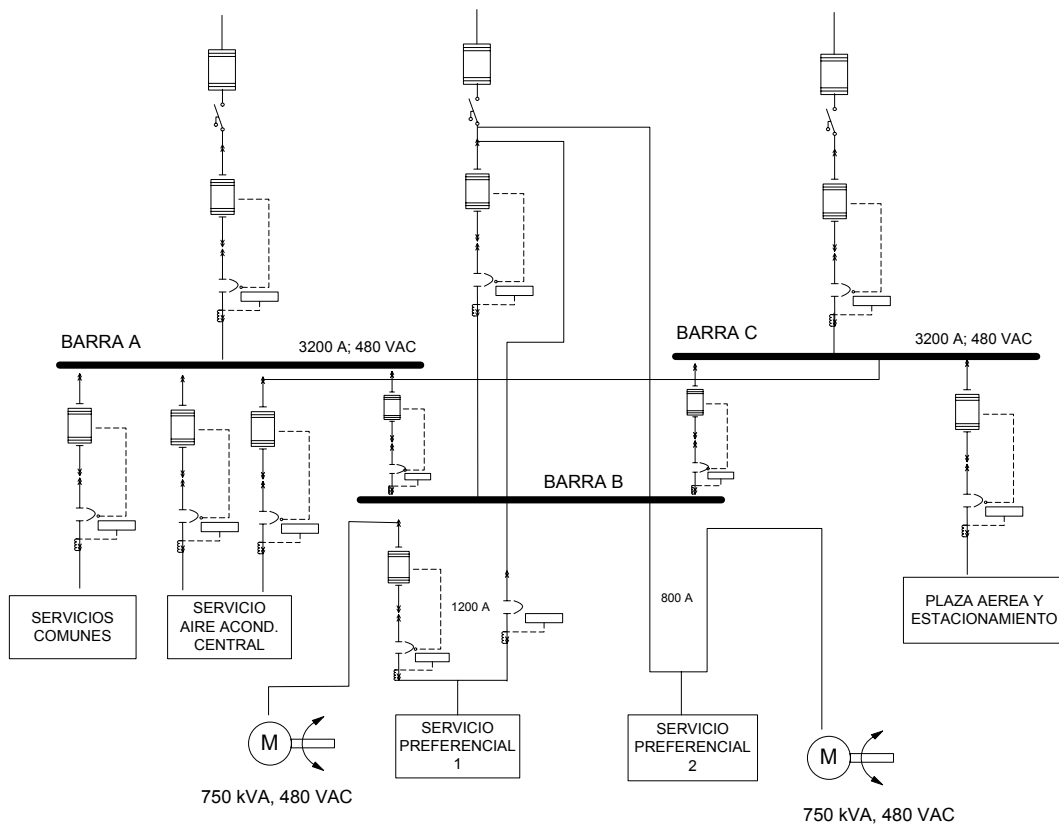 BARRA A
3200 A; 480 VAC
BARRA C
3200 A; 480 VAC
BARRA B
1200 A
800 A
SERVICIOS
COMUNES
SERVICIO
AIRE ACOND.
CENTRAL
PLAZA AEREA Y
ESTACIONAMIENTO
M
SERVICIO
PREFERENCIAL
1
SERVICIO
PREFERENCIAL
2
M
750 kVA, 480 VAC
750 kVA, 480 VAC